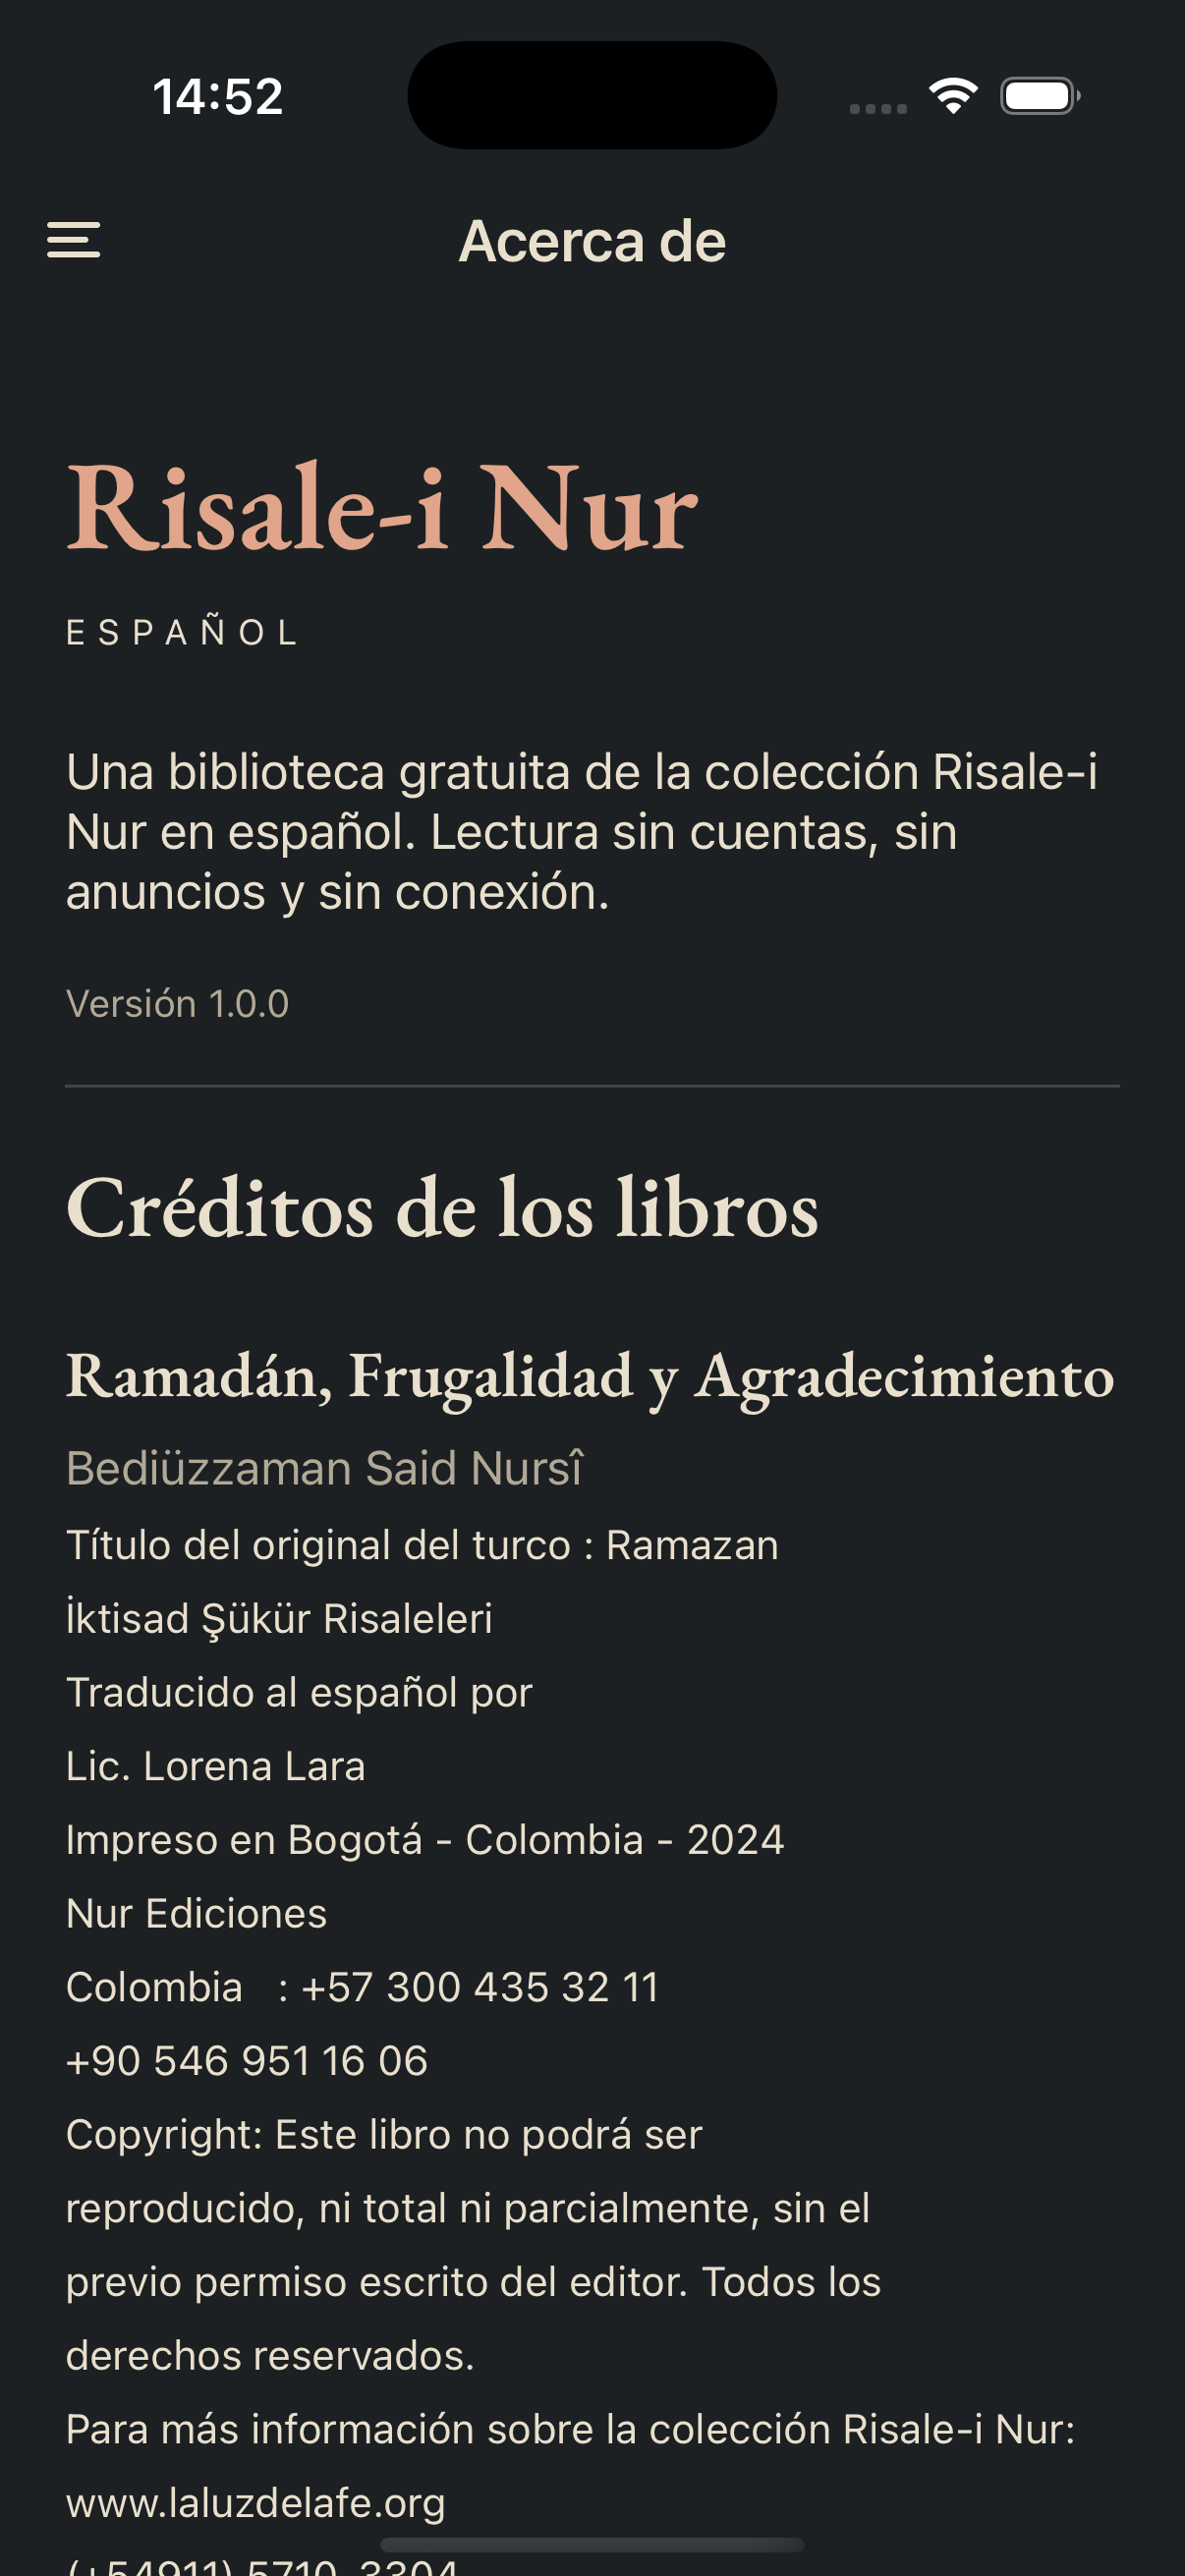 14:52
Acerca de
Risale-i Nur
ESPAÑOL
Una biblioteca gratuita de la colección Risale-i
Nur en español. Lectura sin cuentas, sin
anuncios y sin conexión.
Versión 1.0.0
Créditos de los libros
Ramadán, Frugalidad y Agradecimiento
Bediüzzaman Said Nursî
Título del original del turco : Ramazan
İktisad Şükür Risaleleri
Traducido al español por
Lic. Lorena Lara
Impreso en Bogotá - Colombia - 2024
Nur Ediciones
Colombia   : +57 300 435 32 11
+90 546 951 16 06
Copyright: Este libro no podrá ser
reproducido, ni total ni parcialmente, sin el
previo permiso escrito del editor. Todos los
derechos reservados.
Para más información sobre la colección Risale-i Nur:
www.laluzdelafe.org
(+54911) 5710-3304